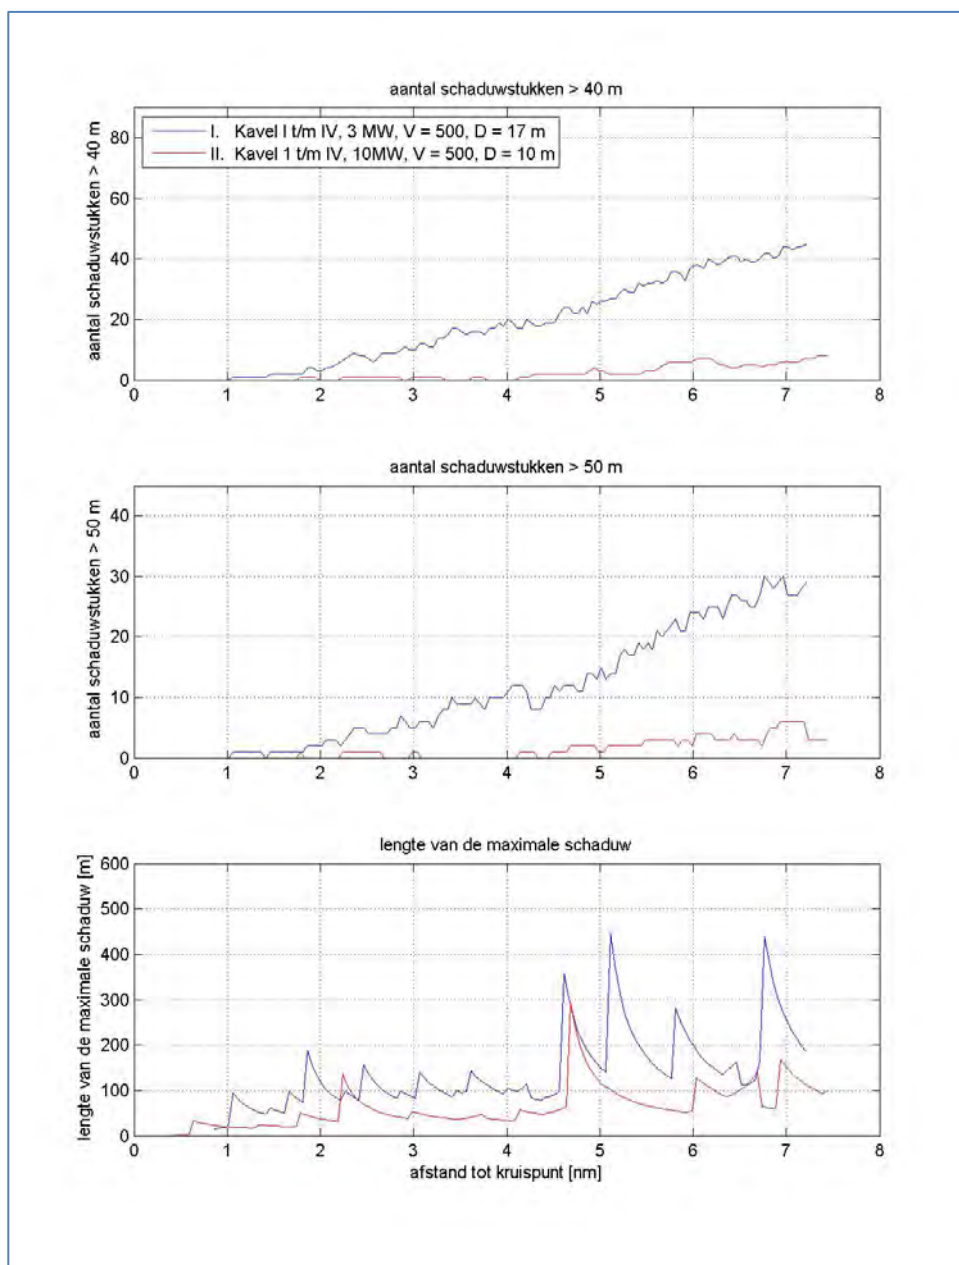 aantal schaduwstukken > 40 m
aantal schaduwstukken > 40 m
80
60
40
20
0
I. Kavel I t/m IV, 3 MW, V = 500, D = 17 m
II. Kavel 1 t/m IV, 10MW, V = 500, D = 10 m
0 1 2 3 4 5 6 7 8
aantal schaduwstukken > 50 m
aantal schaduwstukken > 50 m
40
30
20
10
0
0 1 2 3 4 5 6 7 8
lengte van de maximale schaduw
lengte van de maximale schaduw [m]
600
500
400
300
200
100
0
0 1 2 3 4 5 6 7 8
afstand tot kruispunt [nm]